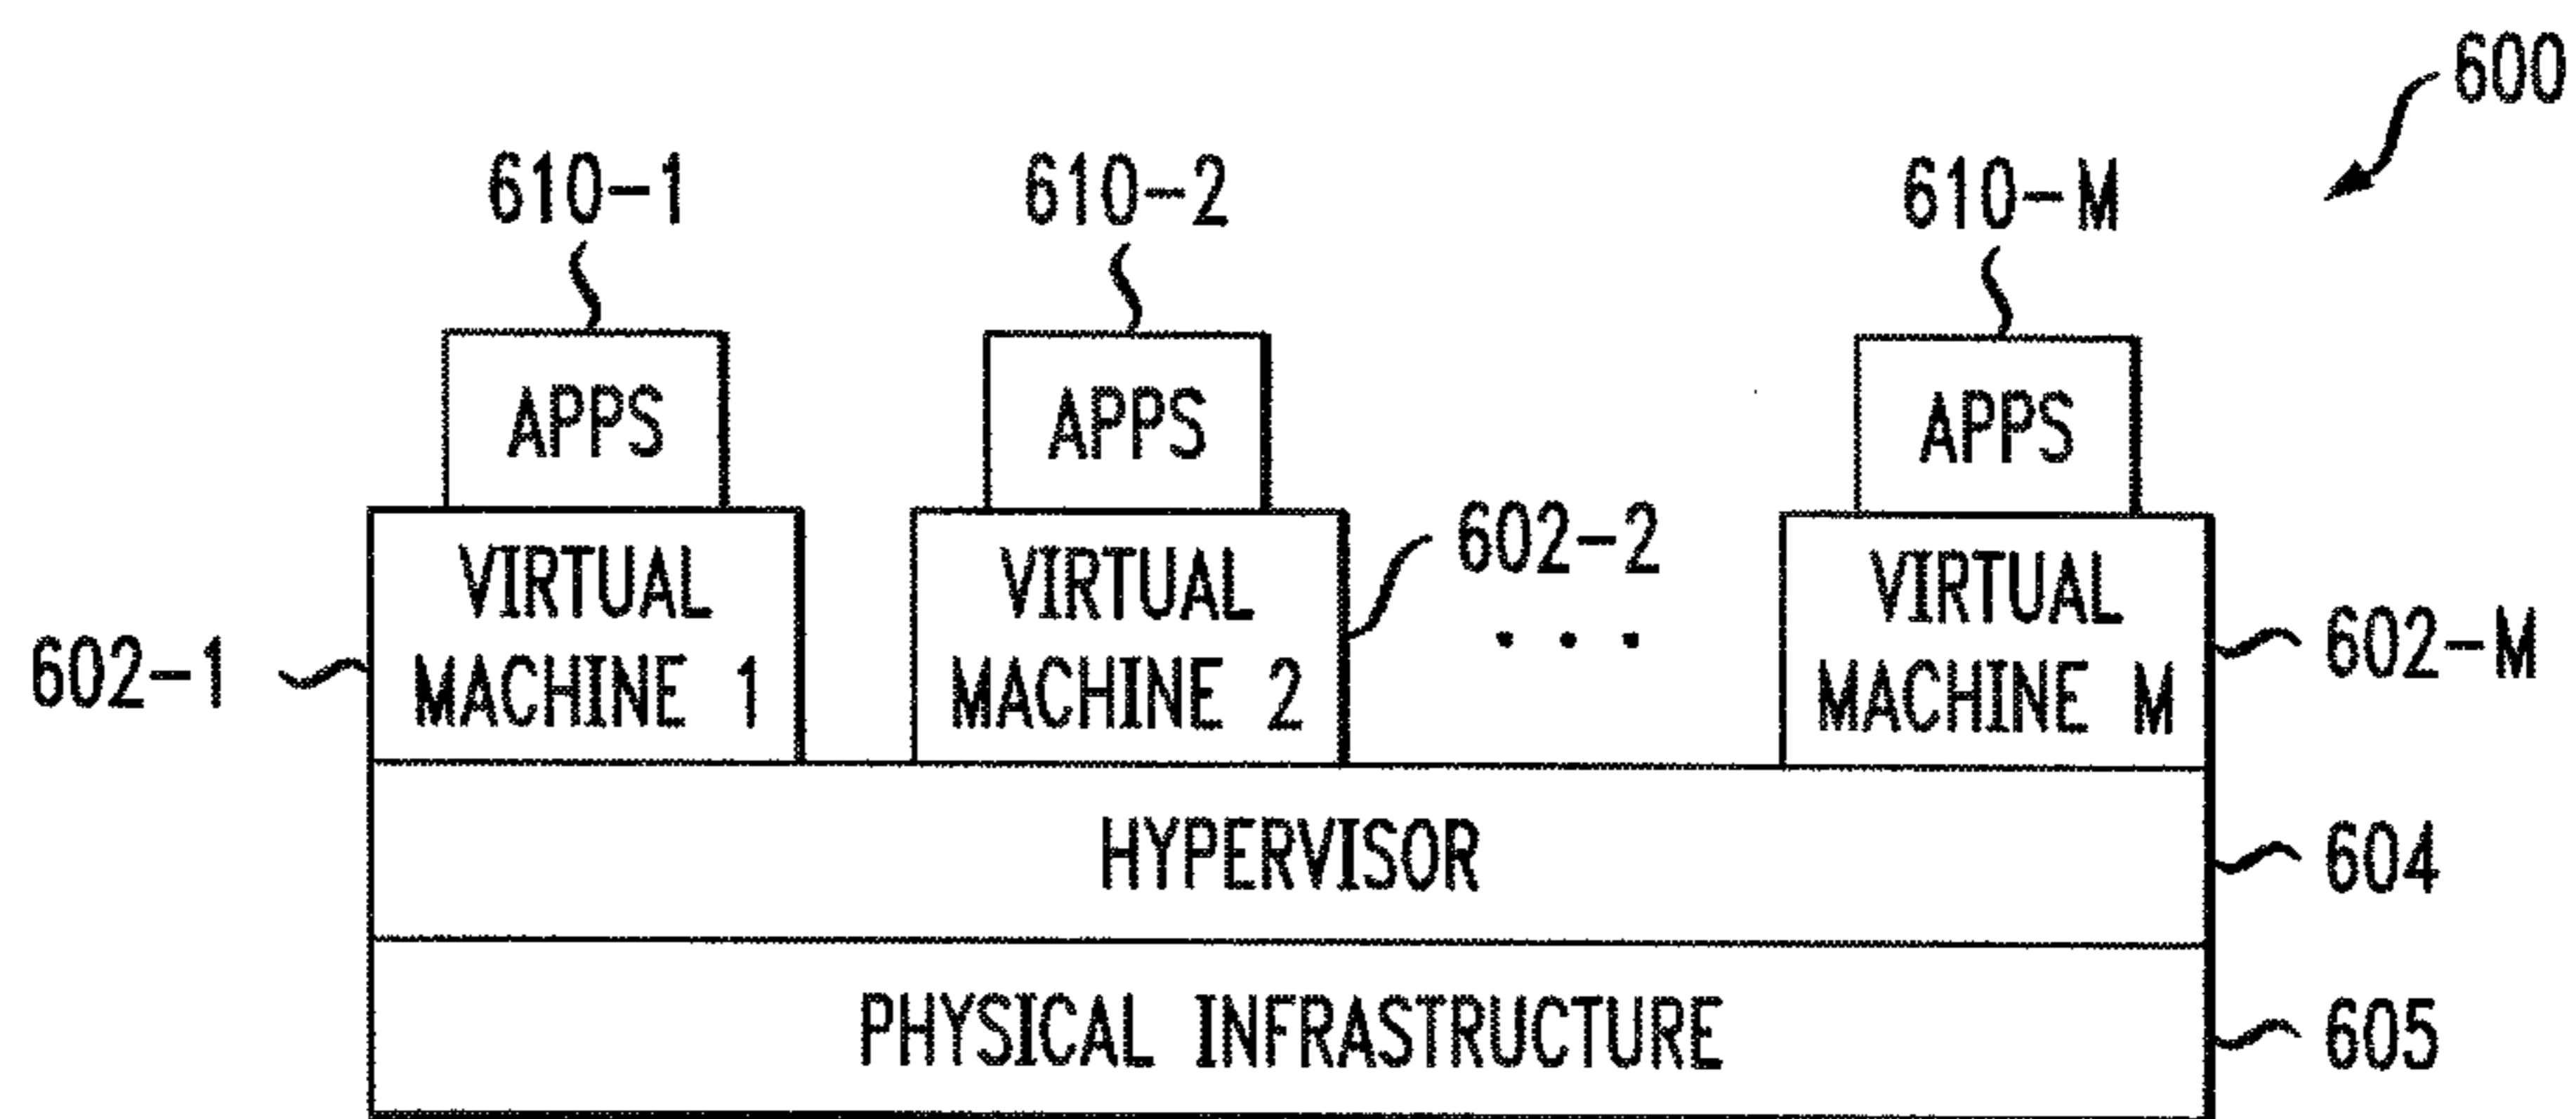 600
610-1
610-2
610-M
APPS
APPS
APPS
VIRTUAL
MACHINE 1
VIRTUAL
MACHINE 2
VIRTUAL
MACHINE M
602-1
602-2
. . .
602-M
HYPERVISOR
604
PHYSICAL INFRASTRUCTURE
605